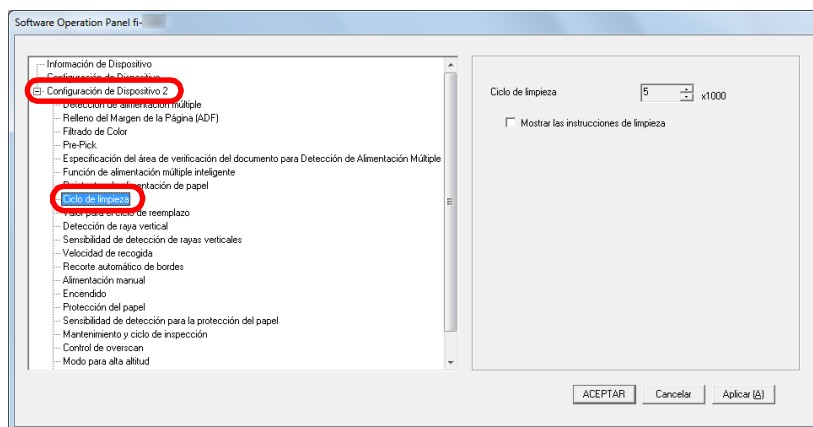 Software Operation Panel fi-
Información de Dispositivo
Configuración de Dispositivo
Configuración de Dispositivo 2
Detección de alimentación múltiple
Relleno del Margen de la Página (ADF)
Filtrado de Color
Pre-Pick
Especificación del área de verificación del documento para Detección de Alimentación Múltiple
Función de alimentación múltiple inteligente
de alimentación de papel
Ciclo de limpieza
Valor para el ciclo de reemplazo
Detección de raya vertical
Sensibilidad de detección de rayas verticales
Velocidad de recogida
Recorte automático de bordes
Alimentación manual
Encendido
Protección del papel
Sensibilidad de detección para la protección del papel
Mantenimiento y ciclo de inspección
Control de overscan
Modo para alta altitud
Ciclo de limpieza 5 x1000
Mostrar las instrucciones de limpieza
ACEPTAR Cancelar Aplicar (A)